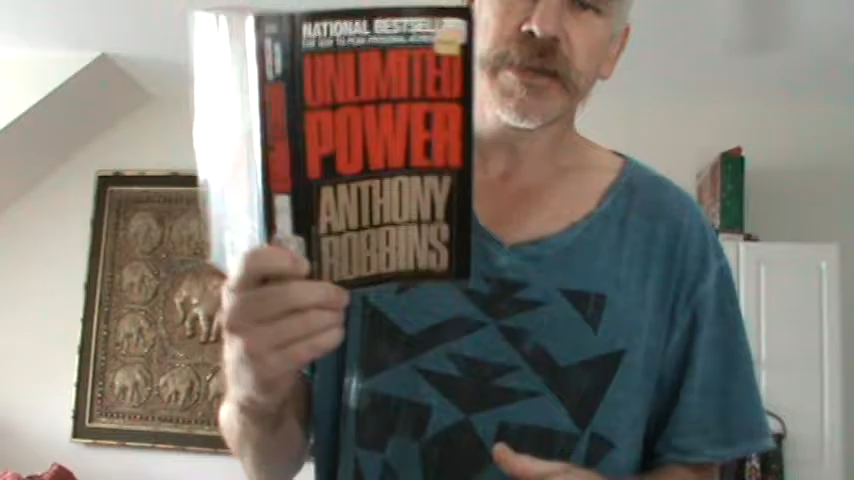 NATIONAL BESTSELLER
UNLIMITED
POWER
ANTHONY
ROBBINS